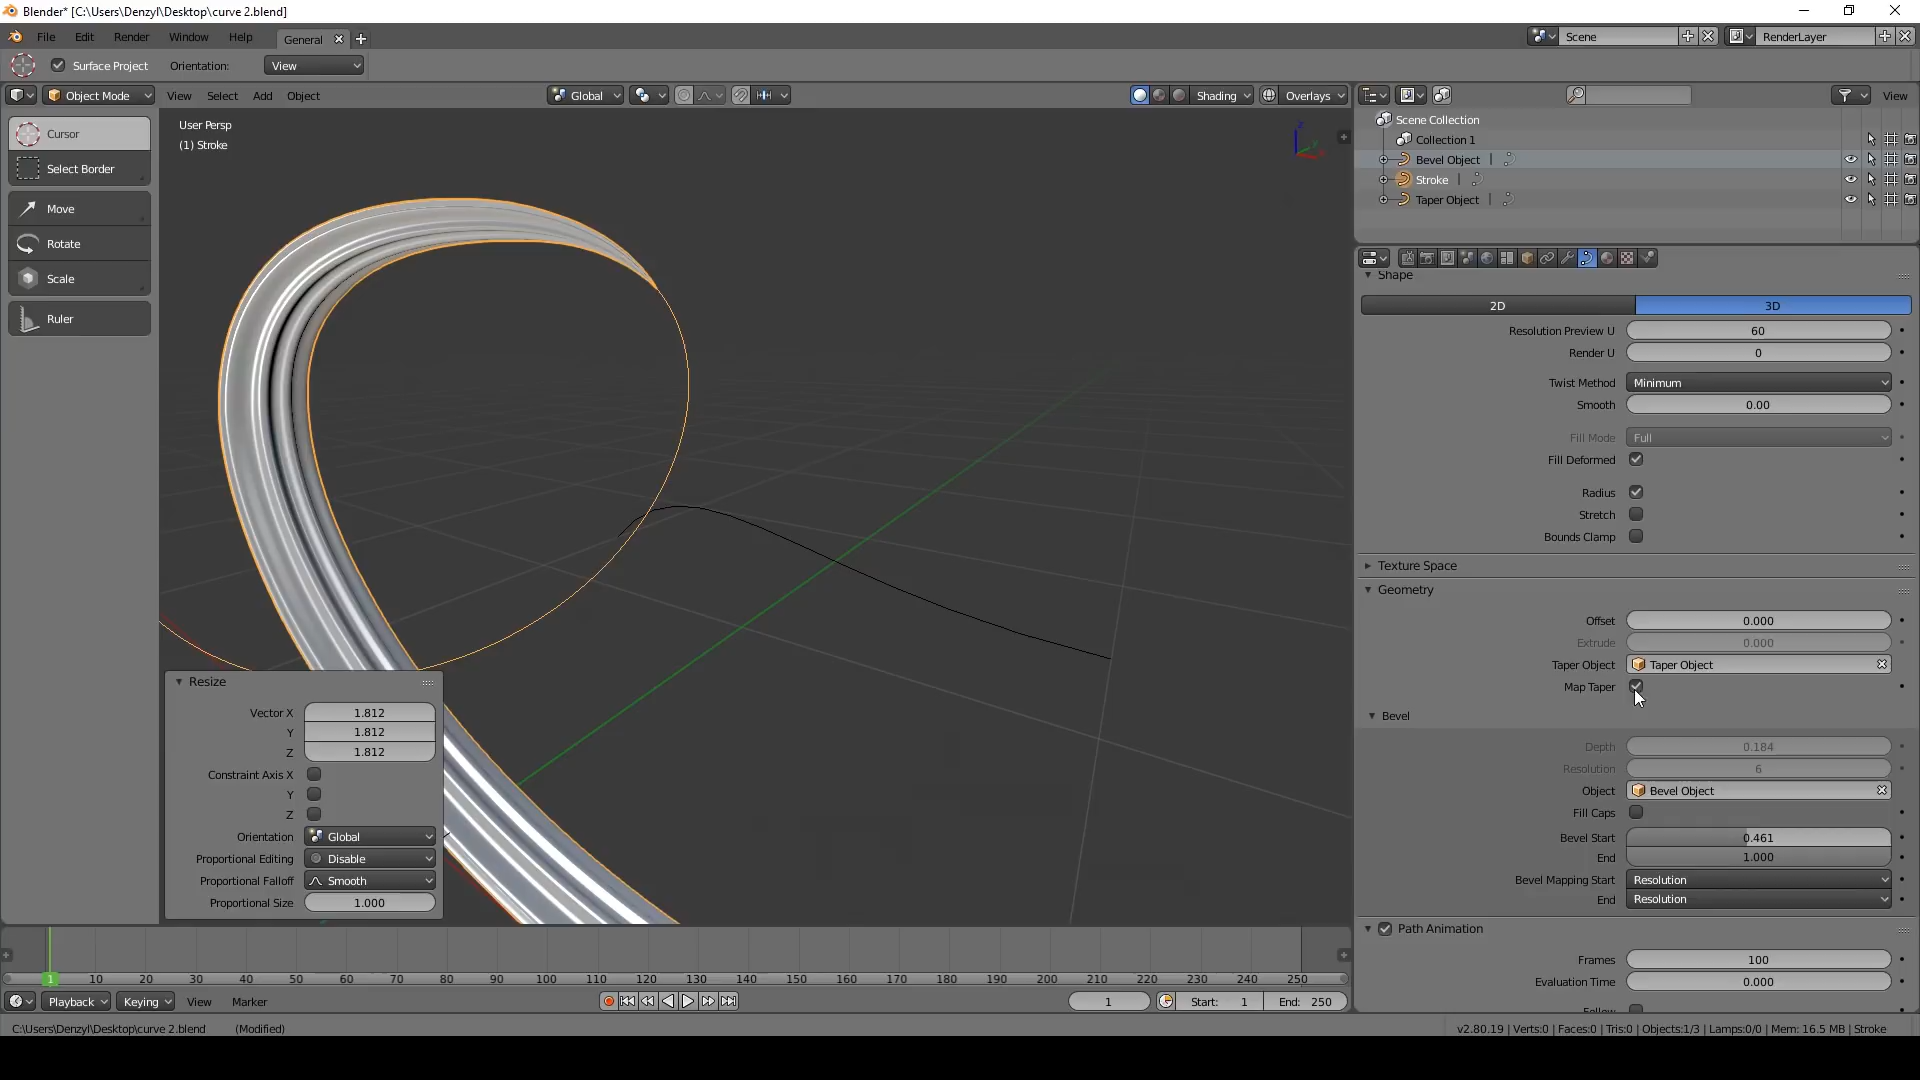 Blender* [C:\Users\Denzyl\Desktop\curve 2.blend]
File Edit Render Window Help General Scene RenderLayer
Surface Project Orientation: View
Object Mode View Select Add Object Global Shading Overlays View
Cursor
Select Border
Move
Rotate
Scale
Ruler
User Persp
(1) Stroke
z
Scene Collection
Collection 1
Bevel Object
Stroke
Taper Object
Shape
2D 3D
Resolution Preview U 60
Render U 0
Twist Method Minimum
Smooth 0.00
Fill Mode Full
Fill Deformed
Radius
Stretch
Bounds Clamp
Texture Space
Geometry
Offset 0.000
Extrude 0.000
Taper Object Taper Object
Map Taper
Bevel
Depth 0.184
Resolution 6
Object Bevel Object
Fill Caps
Bevel Start 0.461
End 1.000
Bevel Mapping Start Resolution
End Resolution
Path Animation
Frames 100
Evaluation Time 0.000
Follow
Resize
Vector X 1.812
Y 1.812
Z 1.812
Constraint Axis X
Y
Z
Orientation Global
Proportional Editing Disable
Proportional Falloff Smooth
Proportional Size 1.000
1 10 20 30 40 50 60 70 80 90 100 110 120 130 140 150 160 170 180 190 200 210 220 230 240 250
Playback Keying View Marker 1 Start: 1 End: 250
C:\Users\Denzyl\Desktop\curve 2.blend (Modified) v2.80.19 | Verts:0 | Faces:0 | Tris:0 | Objects:1/3 | Lamps:0/0 | Mem: 16.5 MB | Stroke